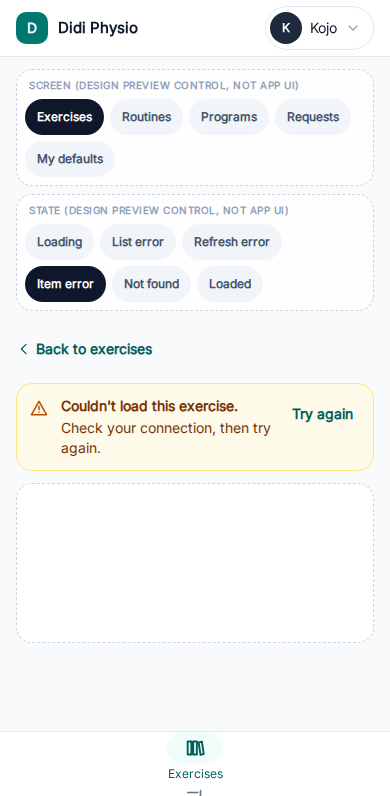 D Didi Physio K Kojo
SCREEN (DESIGN PREVIEW CONTROL, NOT APP UI)
Exercises Routines Programs Requests
My defaults
STATE (DESIGN PREVIEW CONTROL, NOT APP UI)
Loading List error Refresh error
Item error Not found Loaded
Back to exercises
Couldn't load this exercise.
Try again
Check your connection, then try
again.
Exercises